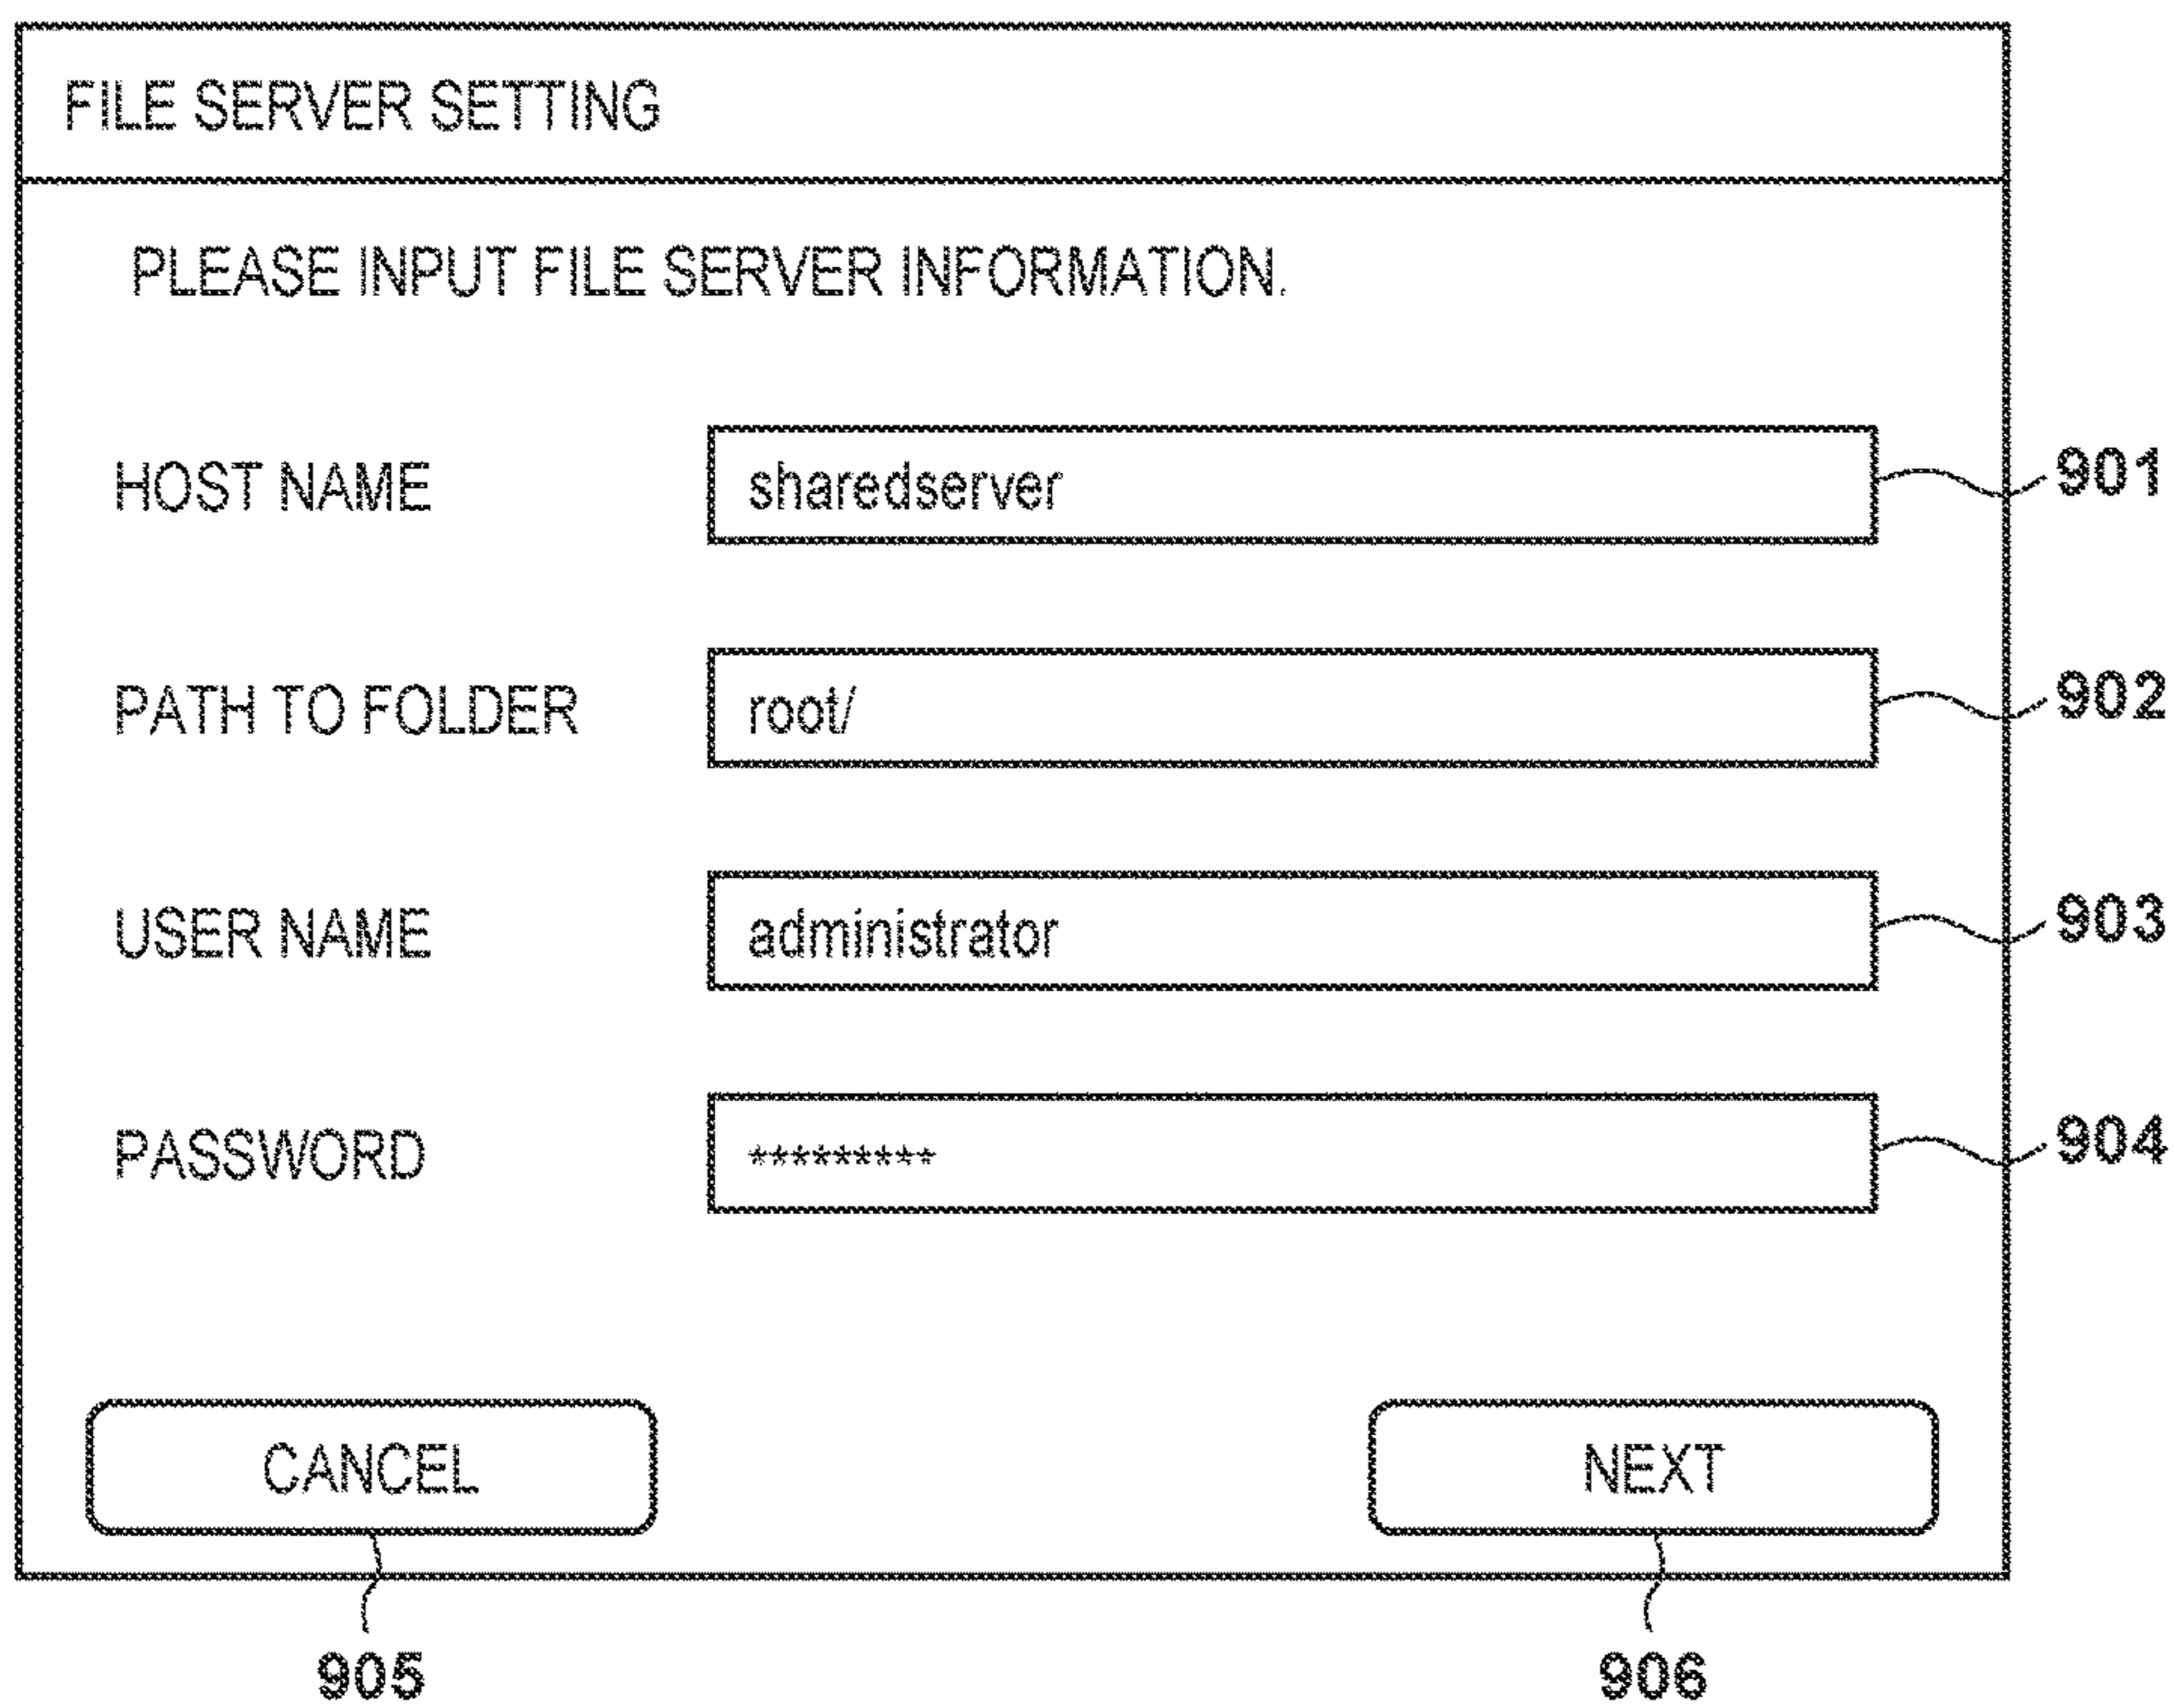 FILE SERVER SETTING
PLEASE INPUT FILE SERVER INFORMATION.
HOST NAME sharedserver 901
PATH TO FOLDER root/ 902
USER NAME administrator 903
PASSWORD ********* 904
CANCEL NEXT
905 906